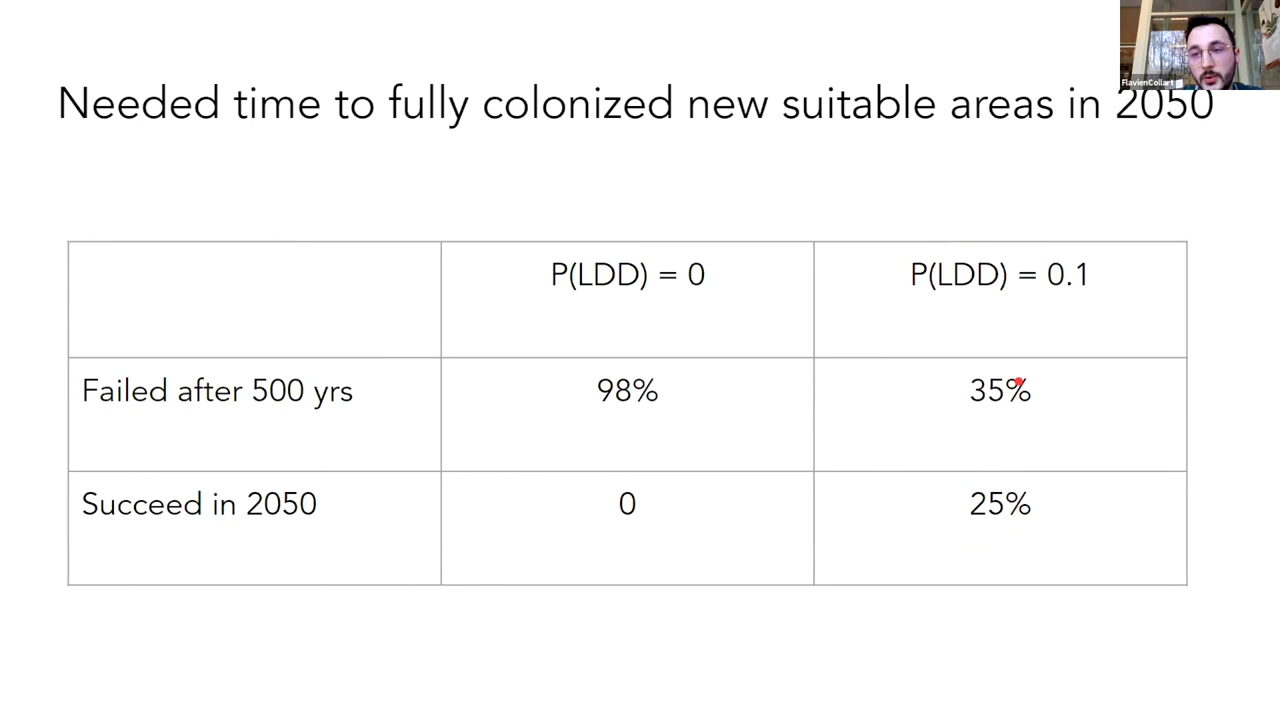 FlavienCollart
Needed time to fully colonized new suitable areas in 2050
P(LDD) = 0 P(LDD) = 0.1
Failed after 500 yrs 98% 35%
Succeed in 2050 0 25%